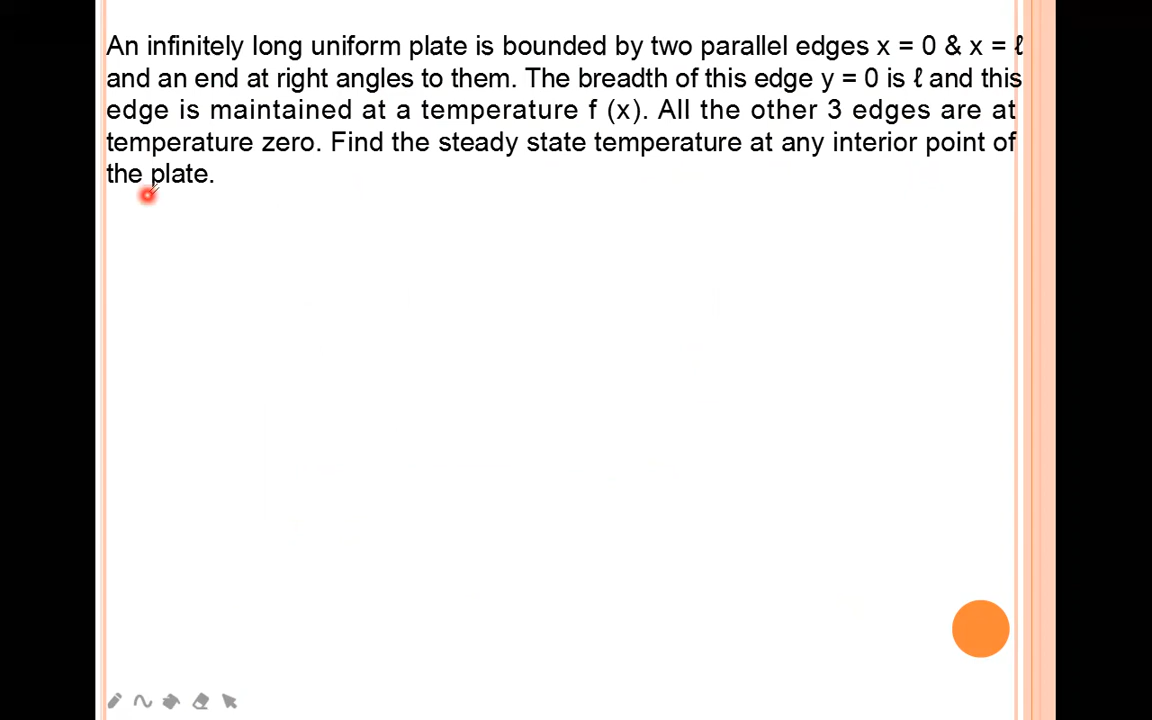 An infinitely long uniform plate is bounded by two parallel edges x = 0 & x = ℓ
and an end at right angles to them. The breadth of this edge y = 0 is ℓ and this
edge is maintained at a temperature f (x). All the other 3 edges are at
temperature zero. Find the steady state temperature at any interior point of
the plate.